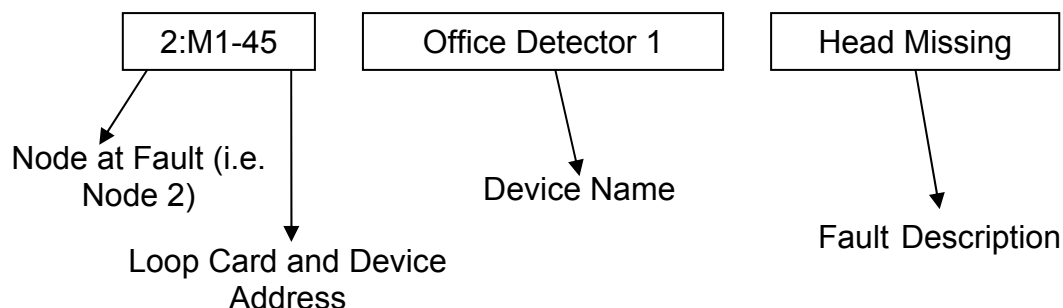 2:M1-45
Office Detector 1
Head Missing
Node at Fault (i.e.
Node 2)
Device Name
Fault Description
Loop Card and Device
Address